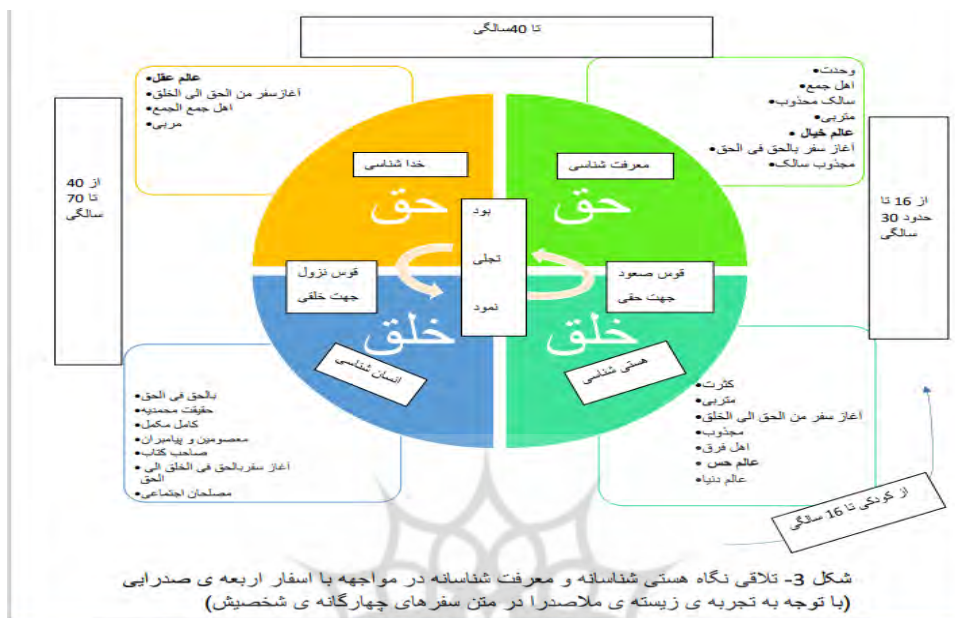 تا 40سالگی
•وحدت
•اهل جمع
•سالک محذوب
•متربی
•عالم خیال
•آغاز سفر بالحق فی الحق
•مجذوب سالک
•عالم عقل
•آغازسفر من الحق الی الخلق
•اهل جمع الجمع
•مربی
از 16 تا
حدود 30
سالگی
از 40
تا 70
سالگی
معرفت شناسی
حق
خدا شناسی
حق
بود
تجلی
نمود
قوس صعود
جهت حقی
قوس نزول
جهت خلقی
خلق
هستی شناسی
خلق
انسان شناسی
•کثرت
•متربی
•آغاز سفر من الحق الی الخلق
•مجذوب
•اهل فرق
•عالم حس
•عالم دنیا
•بالحق فی الحق
•حقیقت محمدیه
•کامل مکمل
•معصومین و پیامبران
•صاحب کتاب
•آغاز سفربالحق فی الخلق الی
الحق
•مصلحان اجتماعی
از کودکی تا 16 سالگی
شکل 3- تلاقی نگاه هستی شناسانه و معرفت شناسانه در مواجهه با اسفار اربعه ی صدرایی
(با توجه به تجربه ی زیسته ی ملاصدرا در متن سفرهای چهارگانه ی شخصیش)